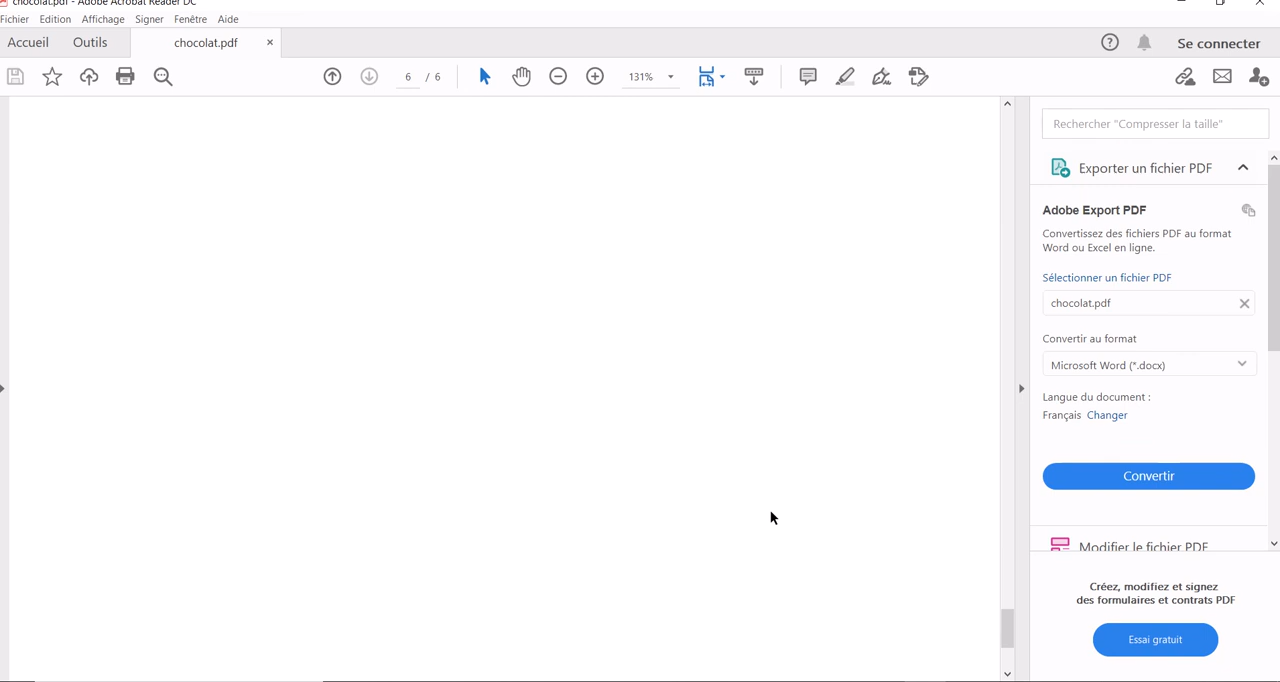 chocolat.pdf - Adobe Acrobat Reader DC
Fichier Edition Affichage Signer Fenêtre Aide
Accueil Outils chocolat.pdf × Se connecter
6 / 6 131%
Rechercher "Compresser la taille"
Exporter un fichier PDF
Adobe Export PDF
Convertissez des fichiers PDF au format
Word ou Excel en ligne.
Sélectionner un fichier PDF
chocolat.pdf
Convertir au format
Microsoft Word (*.docx)
Langue du document :
Français Changer
Convertir
Modifier le fichier PDF
Créez, modifiez et signez
des formulaires et contrats PDF
Essai gratuit